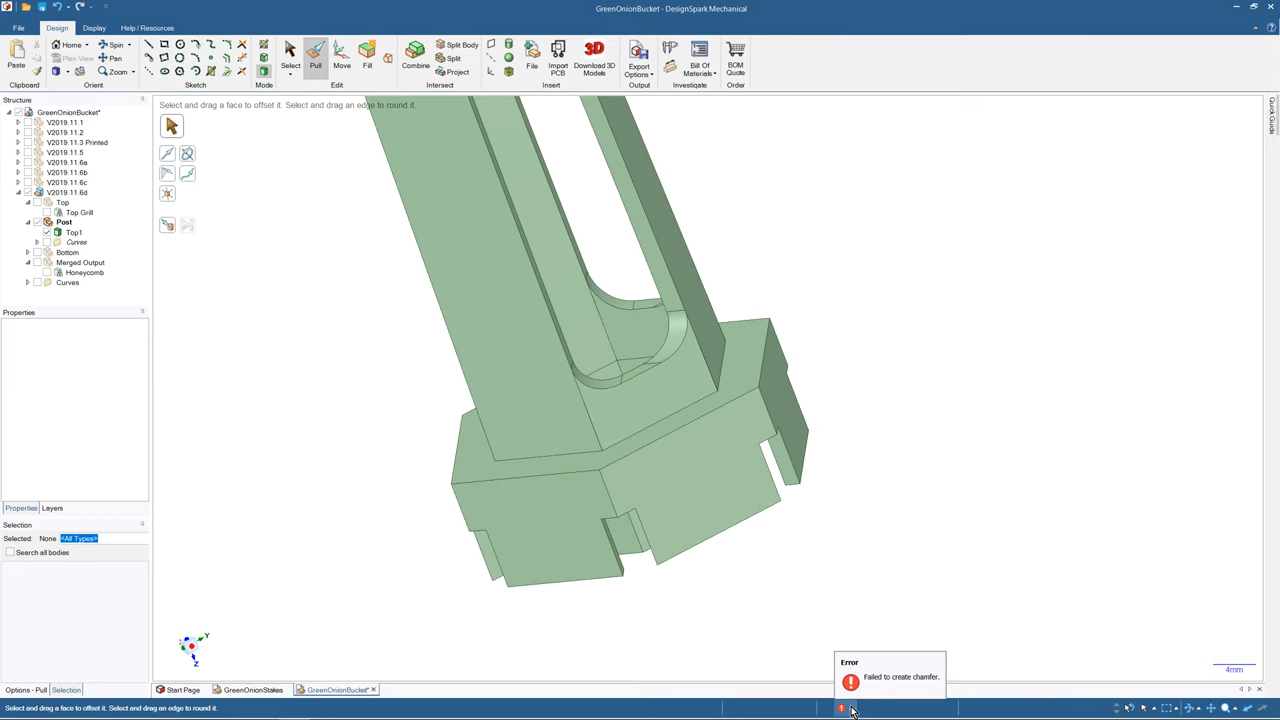 GreenOnionBucket - DesignSpark Mechanical
File
Design
Display
Help / Resources
Paste
Clipboard
Home
Spin
Plan View
Pan
Zoom
Orient
Sketch
Mode
Select
Pull
Move
Fill
Edit
Combine
Split Body
Split
Project
Intersect
File
Import PCB
Download 3D Models
Insert
Export Options
Output
Bill Of Materials
Investigate
BOM Quote
ORDER
Structure
GreenOnionBucket*
V2019.11.1
V2019.11.2
V2019.11.3 Printed
V2019.11.5
V2019.11.6a
V2019.11.6b
V2019.11.6c
V2019.11.6d
Top
Top Grill
Post
Top1
Curves
Bottom
Merged Output
Honeycomb
Curves
Select and drag a face to offset it. Select and drag an edge to round it.
Quick Guide
Properties
Properties
Layers
Selection
Selected: None <All Types>
Search all bodies
Options - Pull
Selection
Y
Z
4mm
Start Page
GreenOnionStakes
GreenOnionBucket*
Error
Failed to create chamfer.
Select and drag a face to offset it. Select and drag an edge to round it.